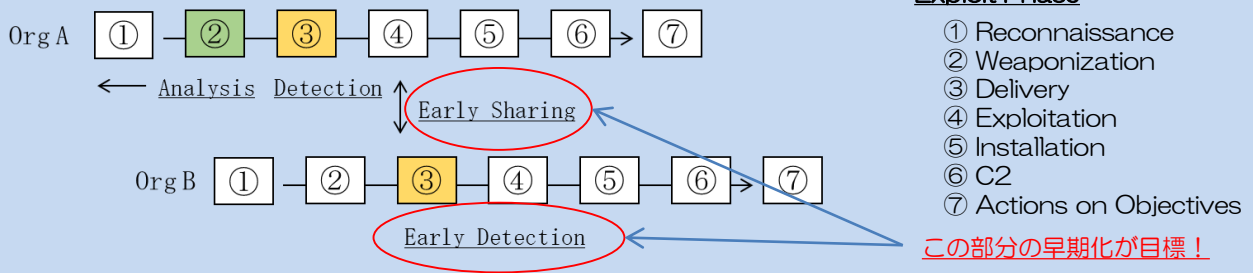 Exploit Phase
Org A ① ② ③ ④ ⑤ ⑥ ⑦
Analysis Detection
Early Sharing
Org B ① ② ③ ④ ⑤ ⑥ ⑦
Early Detection
① Reconnaissance
② Weaponization
③ Delivery
④ Exploitation
⑤ Installation
⑥ C2
⑦ Actions on Objectives
この部分の早期化が目標！